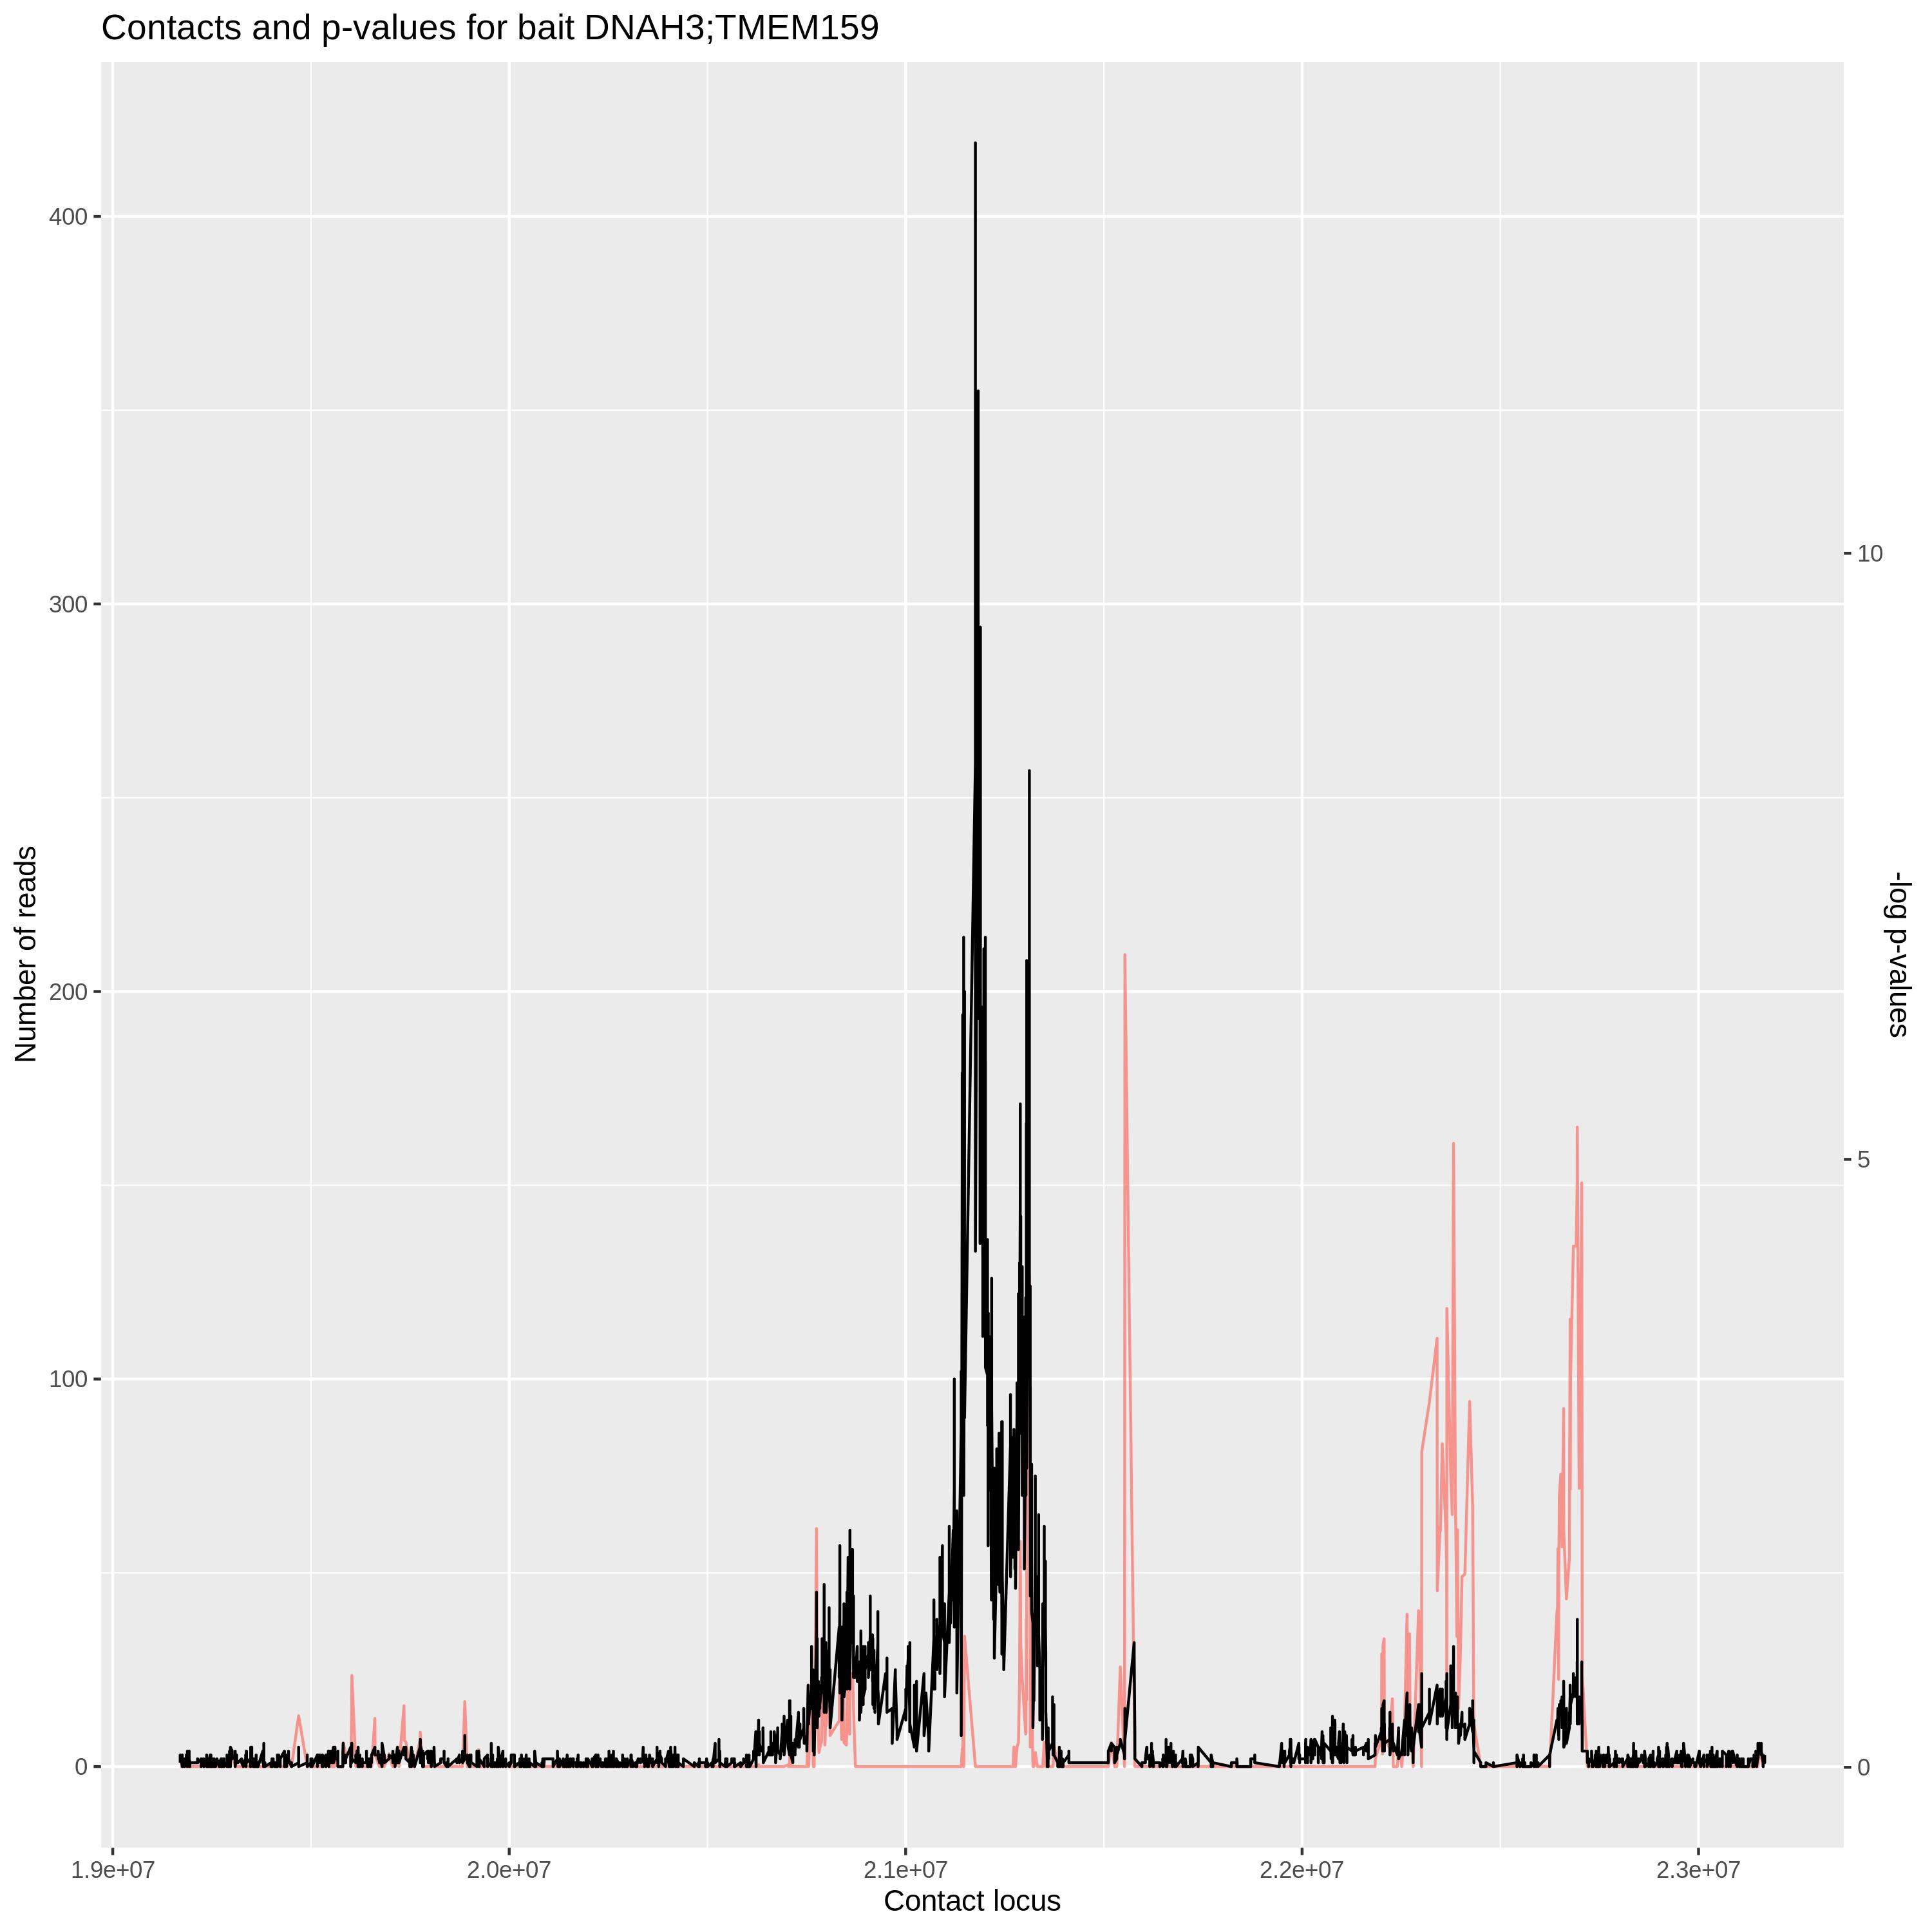 Contacts and p-values for bait DNAH3;TMEM159
400
300
200
100
0
Number of reads
10
5
0
-log p-values
1.9e+07
2.0e+07
2.1e+07
2.2e+07
2.3e+07
Contact locus